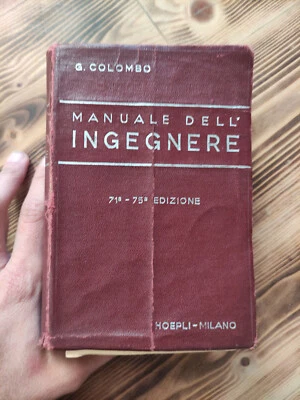 G. COLOMBO
MANUALE DELL'
INGEGNERE
71ª - 75ª EDIZIONE
HOEPLI-MILANO